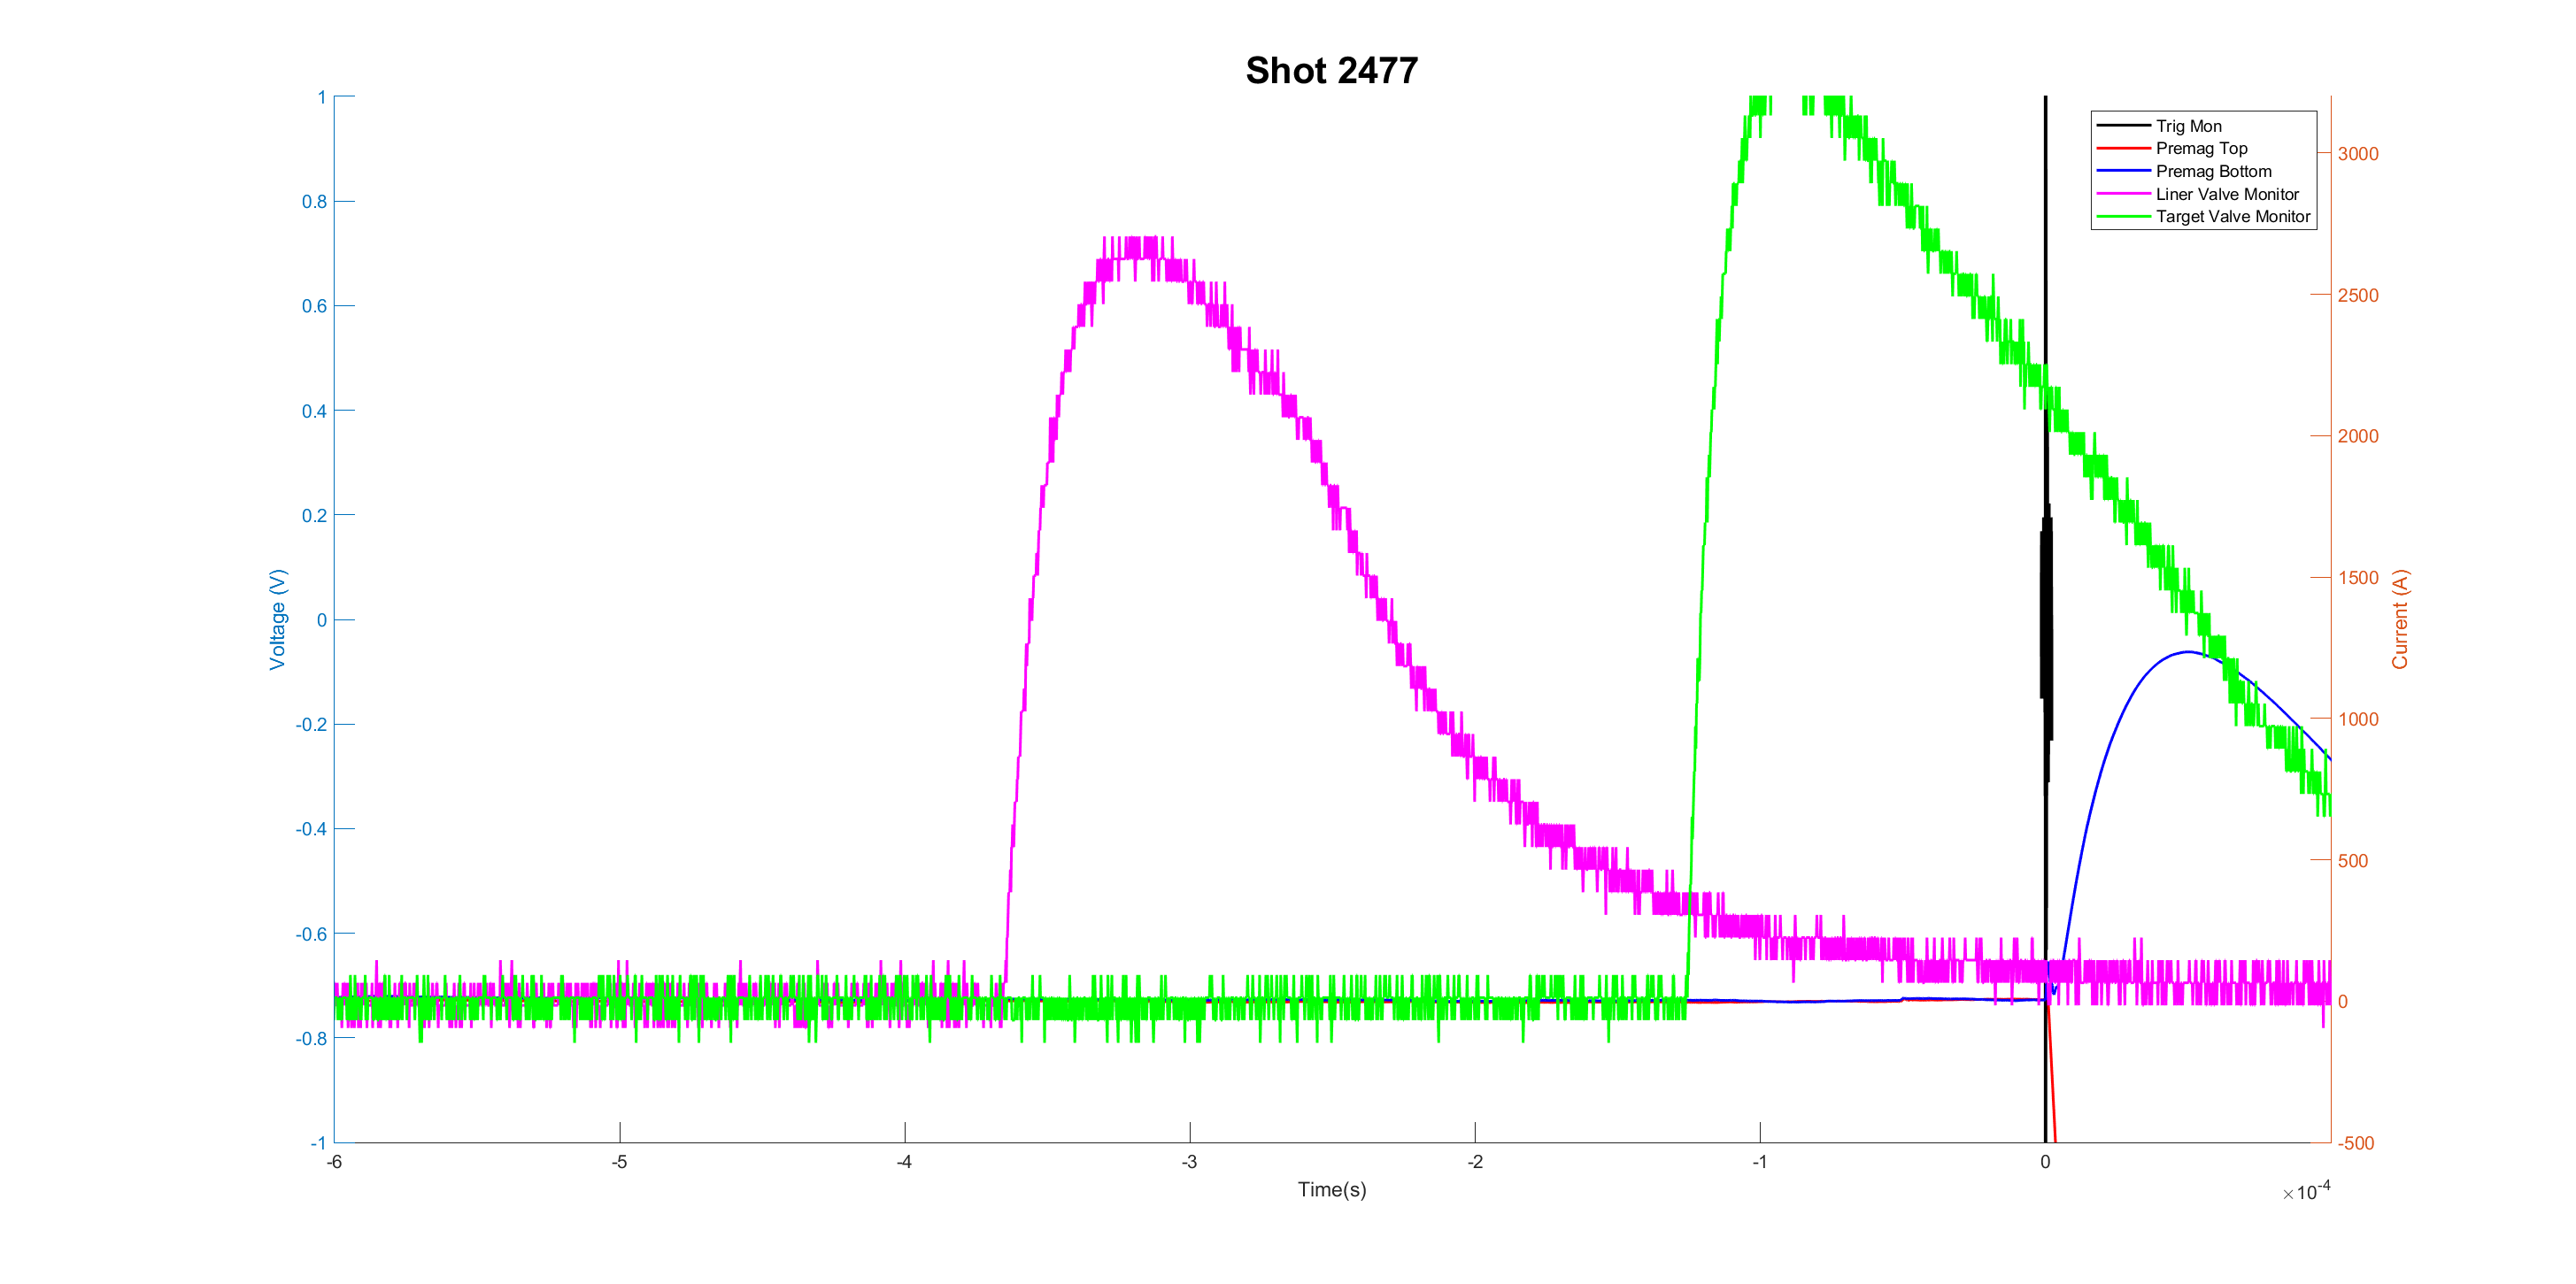 Shot 2477
Voltage (V)
1
0.8
0.6
0.4
0.2
0
-0.2
-0.4
-0.6
-0.8
-1
Trig Mon
Premag Top
Premag Bottom
Liner Valve Monitor
Target Valve Monitor
3000
2500
2000
1500
1000
500
0
-500
Current (A)
-6 -5 -4 -3 -2 -1 0
Time(s)
×10-4